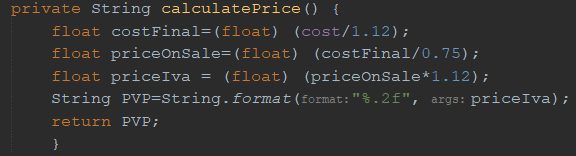 private String calculatePrice() {
float costFinal=(float) (cost/1.12);
float priceOnSale=(float) (costFinal/0.75);
float priceIva = (float) (priceOnSale*1.12);
String PVP=String.format(format:"%.2f", args:priceIva);
return PVP;
}